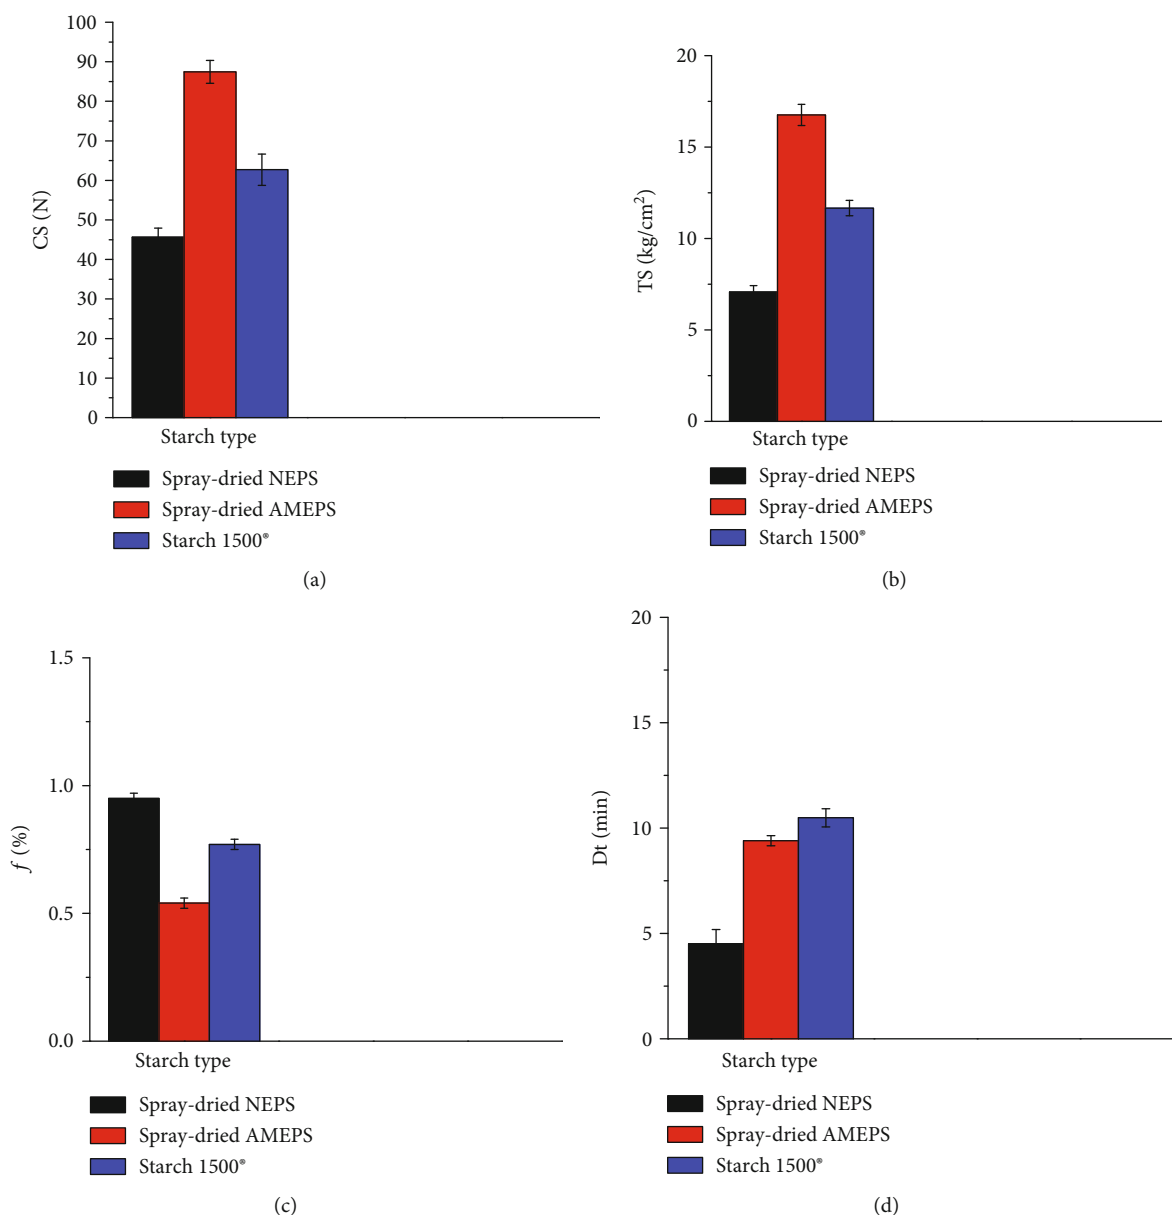 100
90
80
70
60
50
40
30
20
10
0
CS (N)
Starch type
Spray-dried NEPS
Spray-dried AMEPS
Starch 1500®
(a)
20
15
10
5
0
TS (kg/cm²)
Starch type
Spray-dried NEPS
Spray-dried AMEPS
Starch 1500®
(b)
1.5
1.0
0.5
0.0
f (%)
Starch type
Spray-dried NEPS
Spray-dried AMEPS
Starch 1500®
(c)
20
15
10
5
0
Dt (min)
Starch type
Spray-dried NEPS
Spray-dried AMEPS
Starch 1500®
(d)